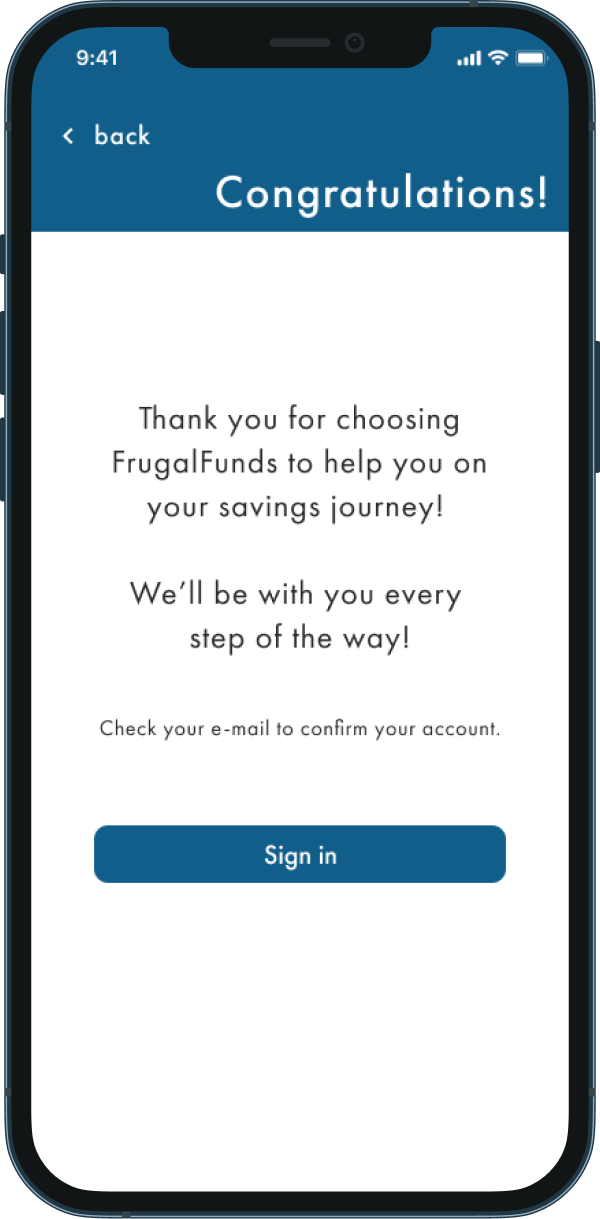 9:41
back
Congratulations!
Thank you for choosing
FrugalFunds to help you on
your savings journey!
We’ll be with you every
step of the way!
Check your e-mail to confirm your account.
Sign in